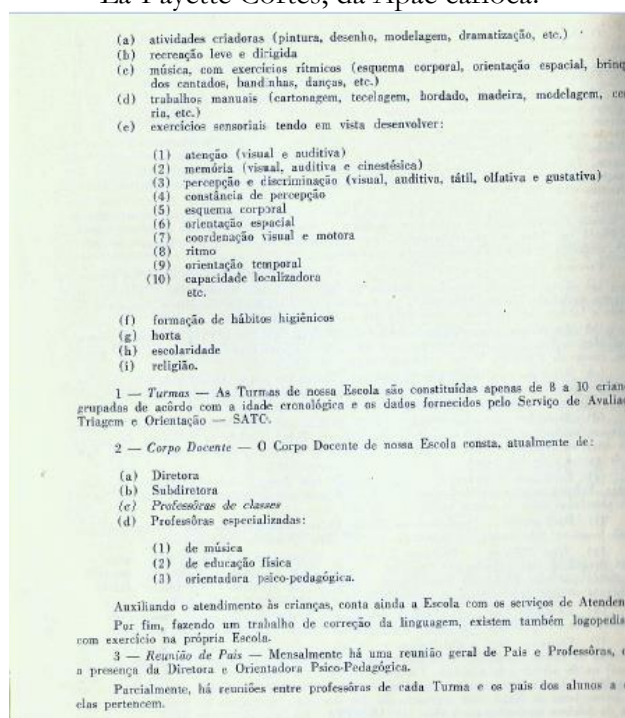 La Fayette Côrtes, da Apae carioca.
(a) atividades criadoras (pintura, desenho, modelagem, dramatização, etc.)
(b) recreação leve e dirigida
(c) música, com exercícios rítmicos (esquema corporal, orientação espacial, brinq
dos cantados, bandinhas, danças, etc.)
(d) trabalhos manuais (cartonagem, tecelagem, bordado, madeira, modelagem,
ria, etc.)
(e) exercícios sensoriais tendo em vista desenvolver:
(1) atenção (visual e auditiva)
(2) memória (visual, auditiva e cinestésica)
(3) percepção e discriminação (visual, auditiva, tátil, olfativa e gustativa)
(4) constância de percepção
(5) esquema corporal
(6) orientação espacial
(7) coordenação visual e motora
(8) ritmo
(9) orientação temporal
(10) capacidade localizadora
etc.
(f) formação de hábitos higiênicos
(g) horta
(h) escolaridade
(i) religião.
1 — Turmas — As Turmas de nossa Escola são constituídas apenas de 8 a 10 crian
grupadas de acôrdo com a idade cronológica e os dados fornecidos pelo Serviço de Avalia
Triagem e Orientação — SATO.
2 — Corpo Docente — O Corpo Docente de nossa Escola consta, atualmente de:
(a) Diretora
(b) Subdiretora
(c) Professôras de classes
(d) Professôras especializadas:
(1) de música
(2) de educação física
(3) orientadora psico-pedagógica.
Auxiliando o atendimento às crianças, conta ainda a Escola com os serviços de Atenden
Por fim, fazendo um trabalho de correção da linguagem, existem também logopedis
com exercício na própria Escola.
3 — Reunião de Pais — Mensalmente há uma reunião geral de Pais e Professôras,
a presença da Diretora e Orientadora Psico-Pedagógica.
Parcialmente, há reuniões entre professôras de cada Turma e os pais dos alunos a
elas pertencem.